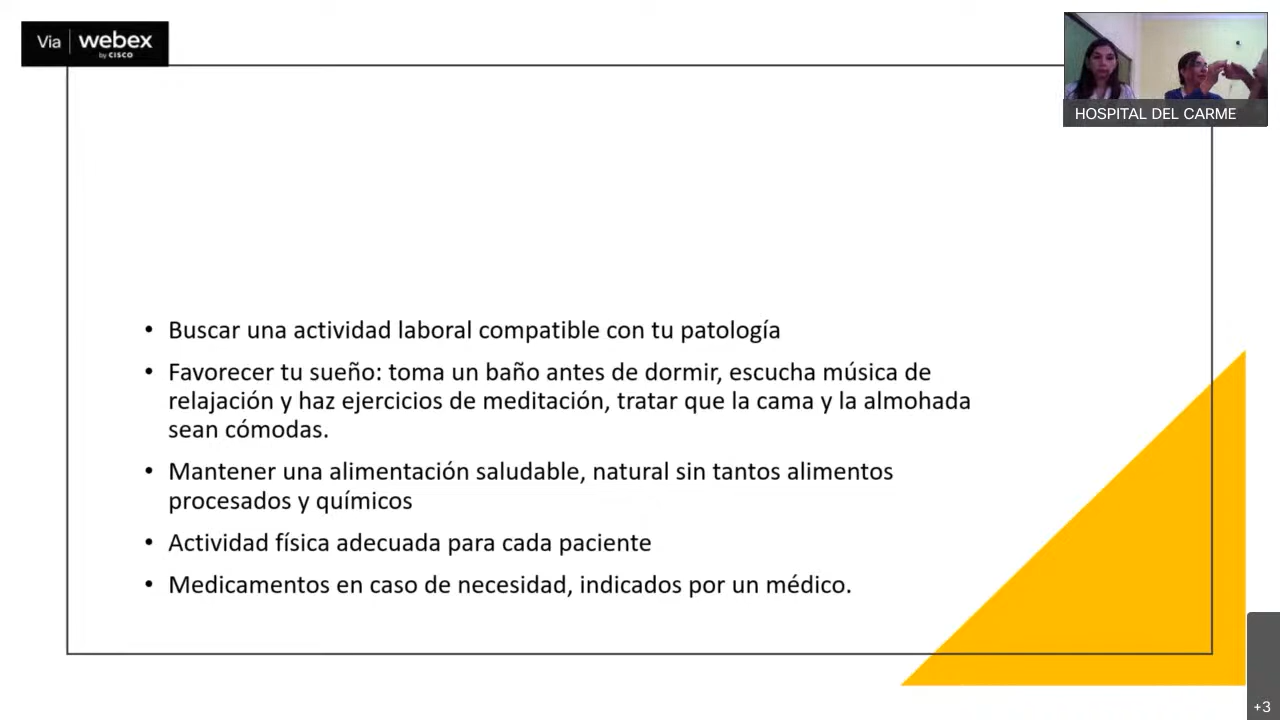 Via webex
by CISCO
HOSPITAL DEL CARME
• Buscar una actividad laboral compatible con tu patología
• Favorecer tu sueño: toma un baño antes de dormir, escucha música de
relajación y haz ejercicios de meditación, tratar que la cama y la almohada
sean cómodas.
• Mantener una alimentación saludable, natural sin tantos alimentos
procesados y químicos
• Actividad física adecuada para cada paciente
• Medicamentos en caso de necesidad, indicados por un médico.
+3